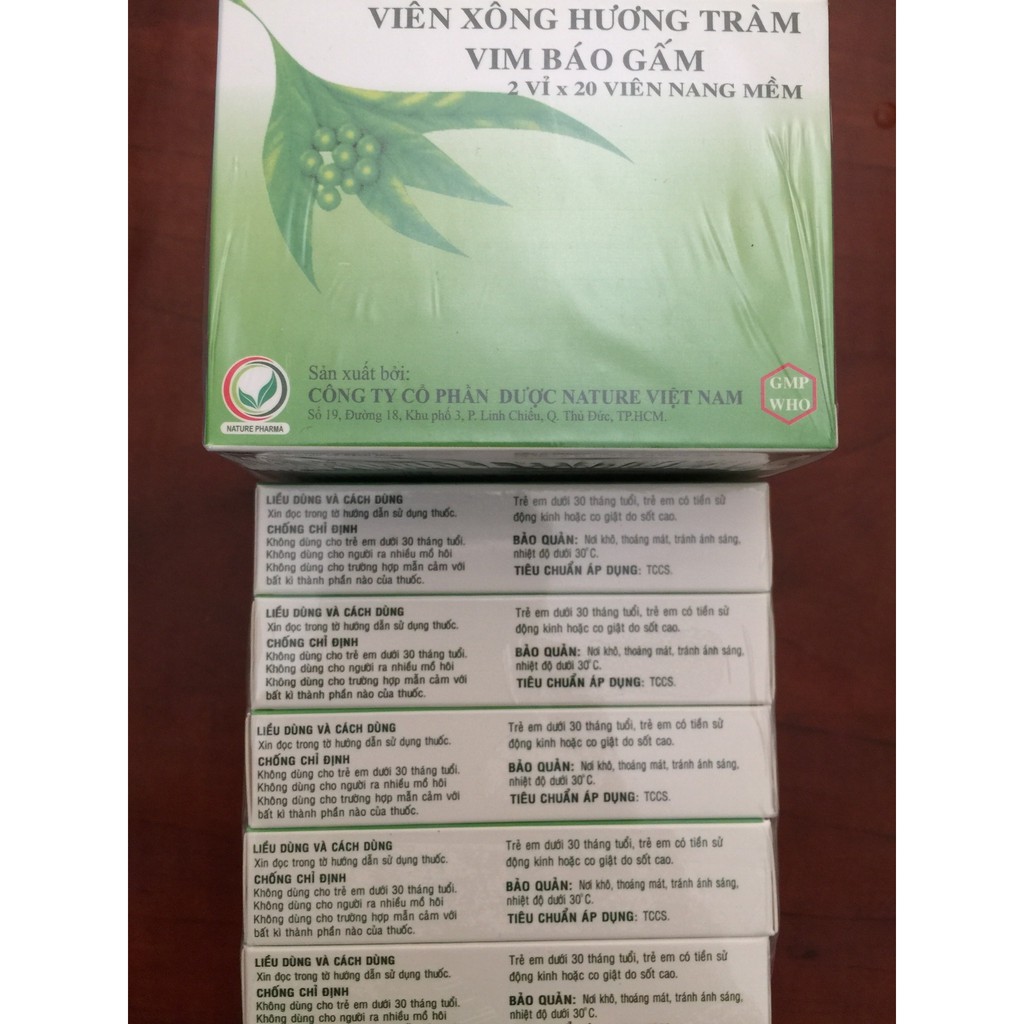 VIÊN XÔNG HƯƠNG TRÀM
VIM BÁO GẤM
2 VỈ x 20 VIÊN NANG MỀM
Sản xuất bởi:
CÔNG TY CỔ PHẦN DƯỢC NATURE VIỆT NAM
Số 19, Đường 18, Khu phố 3, P. Linh Chiểu, Q. Thủ Đức, TP.HCM.
NATURE PHARMA
GMP
WHO
LIỀU DÙNG VÀ CÁCH DÙNG
Xin đọc trong tờ hướng dẫn sử dụng thuốc.
CHỐNG CHỈ ĐỊNH
Không dùng cho trẻ em dưới 30 tháng tuổi.
Không dùng cho người ra nhiều mồ hôi
Không dùng cho trường hợp mẫn cảm với
bất kì thành phần nào của thuốc.
Trẻ em dưới 30 tháng tuổi, trẻ em có tiền sử
động kinh hoặc co giật do sốt cao.
BẢO QUẢN: Nơi khô, thoáng mát, tránh ánh sáng,
nhiệt độ dưới 30°C.
TIÊU CHUẨN ÁP DỤNG: TCCS.
LIỀU DÙNG VÀ CÁCH DÙNG
Xin đọc trong tờ hướng dẫn sử dụng thuốc.
CHỐNG CHỈ ĐỊNH
Không dùng cho trẻ em dưới 30 tháng tuổi.
Không dùng cho người ra nhiều mồ hôi
Không dùng cho trường hợp mẫn cảm với
bất kì thành phần nào của thuốc.
Trẻ em dưới 30 tháng tuổi, trẻ em có tiền sử
động kinh hoặc co giật do sốt cao.
BẢO QUẢN: Nơi khô, thoáng mát, tránh ánh sáng,
nhiệt độ dưới 30°C.
TIÊU CHUẨN ÁP DỤNG: TCCS.
LIỀU DÙNG VÀ CÁCH DÙNG
Xin đọc trong tờ hướng dẫn sử dụng thuốc.
CHỐNG CHỈ ĐỊNH
Không dùng cho trẻ em dưới 30 tháng tuổi.
Không dùng cho người ra nhiều mồ hôi
Không dùng cho trường hợp mẫn cảm với
bất kì thành phần nào của thuốc.
Trẻ em dưới 30 tháng tuổi, trẻ em có tiền sử
động kinh hoặc co giật do sốt cao.
BẢO QUẢN: Nơi khô, thoáng mát, tránh ánh sáng,
nhiệt độ dưới 30°C.
TIÊU CHUẨN ÁP DỤNG: TCCS.
LIỀU DÙNG VÀ CÁCH DÙNG
Xin đọc trong tờ hướng dẫn sử dụng thuốc.
CHỐNG CHỈ ĐỊNH
Không dùng cho trẻ em dưới 30 tháng tuổi.
Không dùng cho người ra nhiều mồ hôi
Không dùng cho trường hợp mẫn cảm với
bất kì thành phần nào của thuốc.
Trẻ em dưới 30 tháng tuổi, trẻ em có tiền sử
động kinh hoặc co giật do sốt cao.
BẢO QUẢN: Nơi khô, thoáng mát, tránh ánh sáng,
nhiệt độ dưới 30°C.
TIÊU CHUẨN ÁP DỤNG: TCCS.
LIỀU DÙNG VÀ CÁCH DÙNG
Xin đọc trong tờ hướng dẫn sử dụng thuốc.
CHỐNG CHỈ ĐỊNH
Không dùng cho trẻ em dưới 30 tháng tuổi.
Không dùng cho người ra nhiều mồ hôi
Trẻ em dưới 30 tháng tuổi, trẻ em có tiền sử
động kinh hoặc co giật do sốt cao.
BẢO QUẢN: Nơi khô, thoáng mát, tránh ánh sáng,
nhiệt độ dưới 30°C.